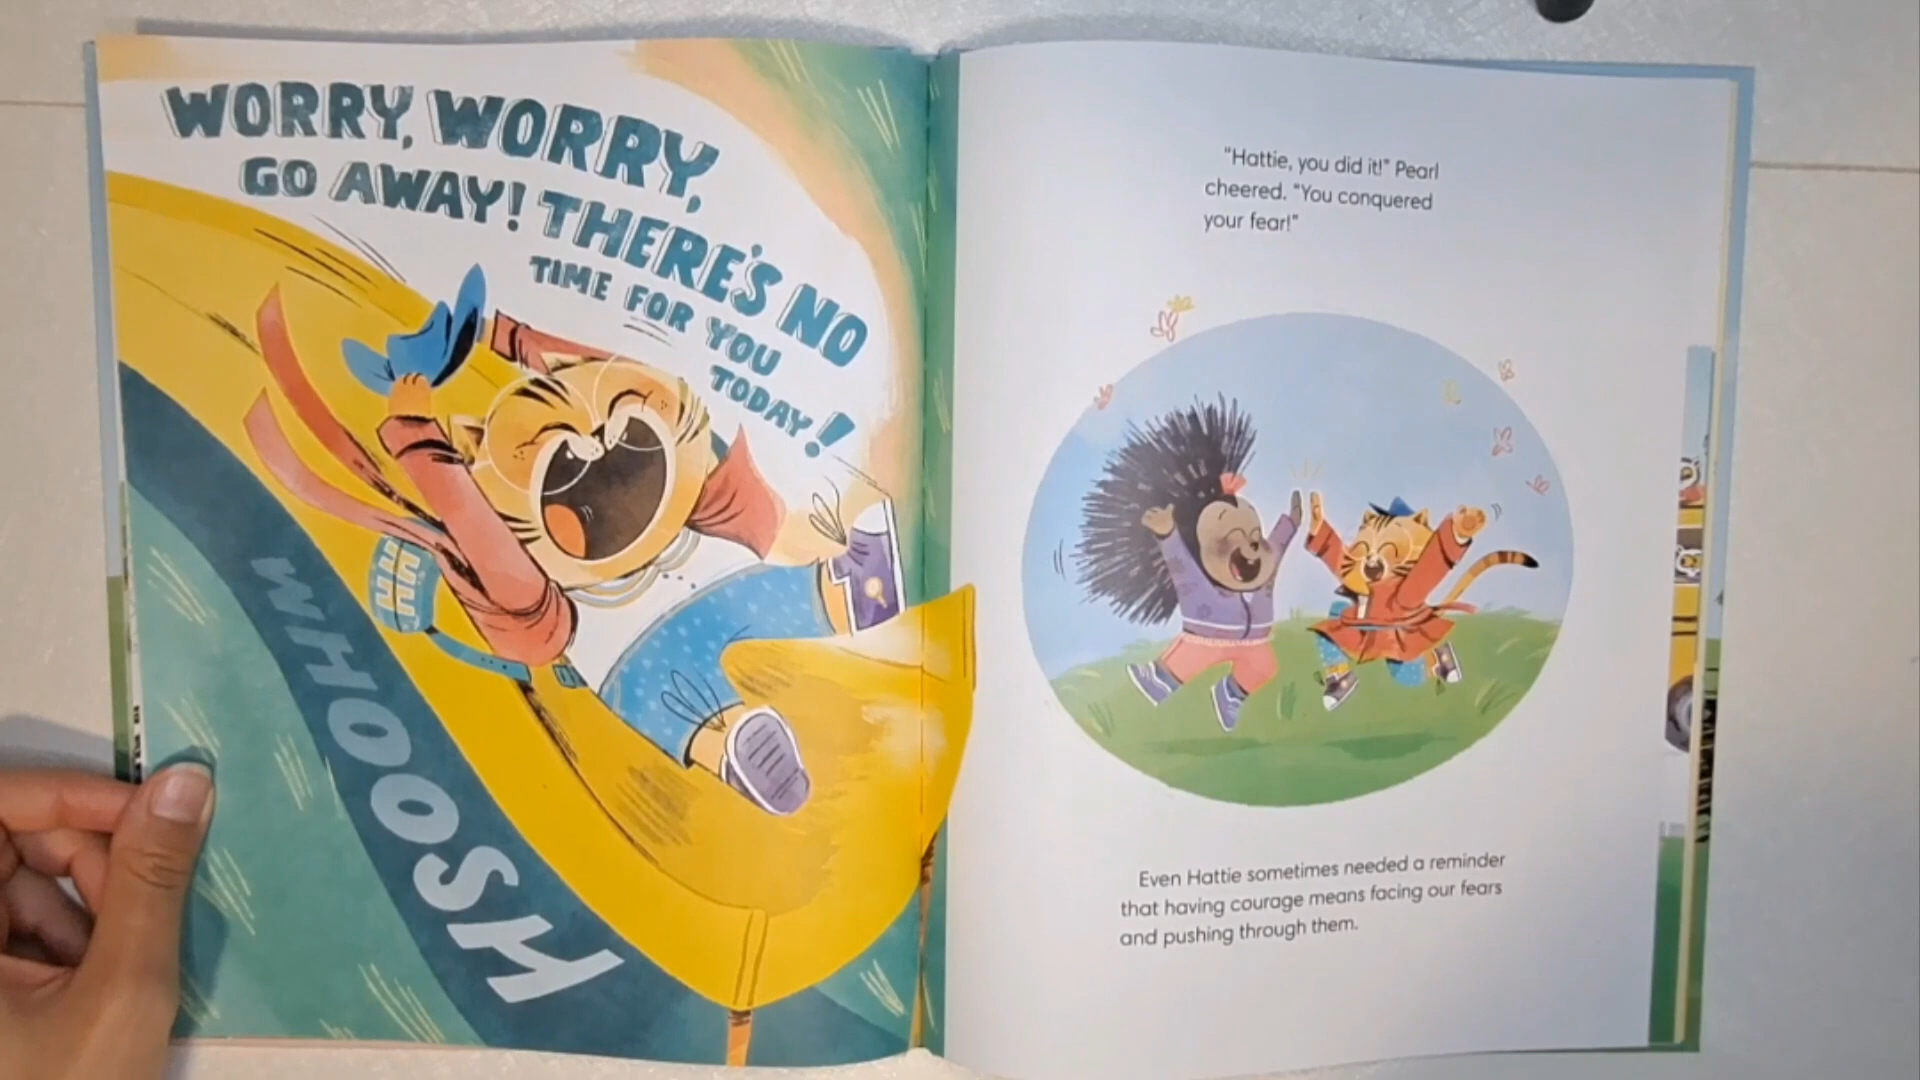 WORRY, WORRY,
GO AWAY! THERE'S NO
TIME FOR YOU
TODAY!
HH
WHOOSH
"Hattie, you did it!" Pearl
cheered. "You conquered
your fear!"
Even Hattie sometimes needed a reminder
that having courage means facing our fears
and pushing through them.